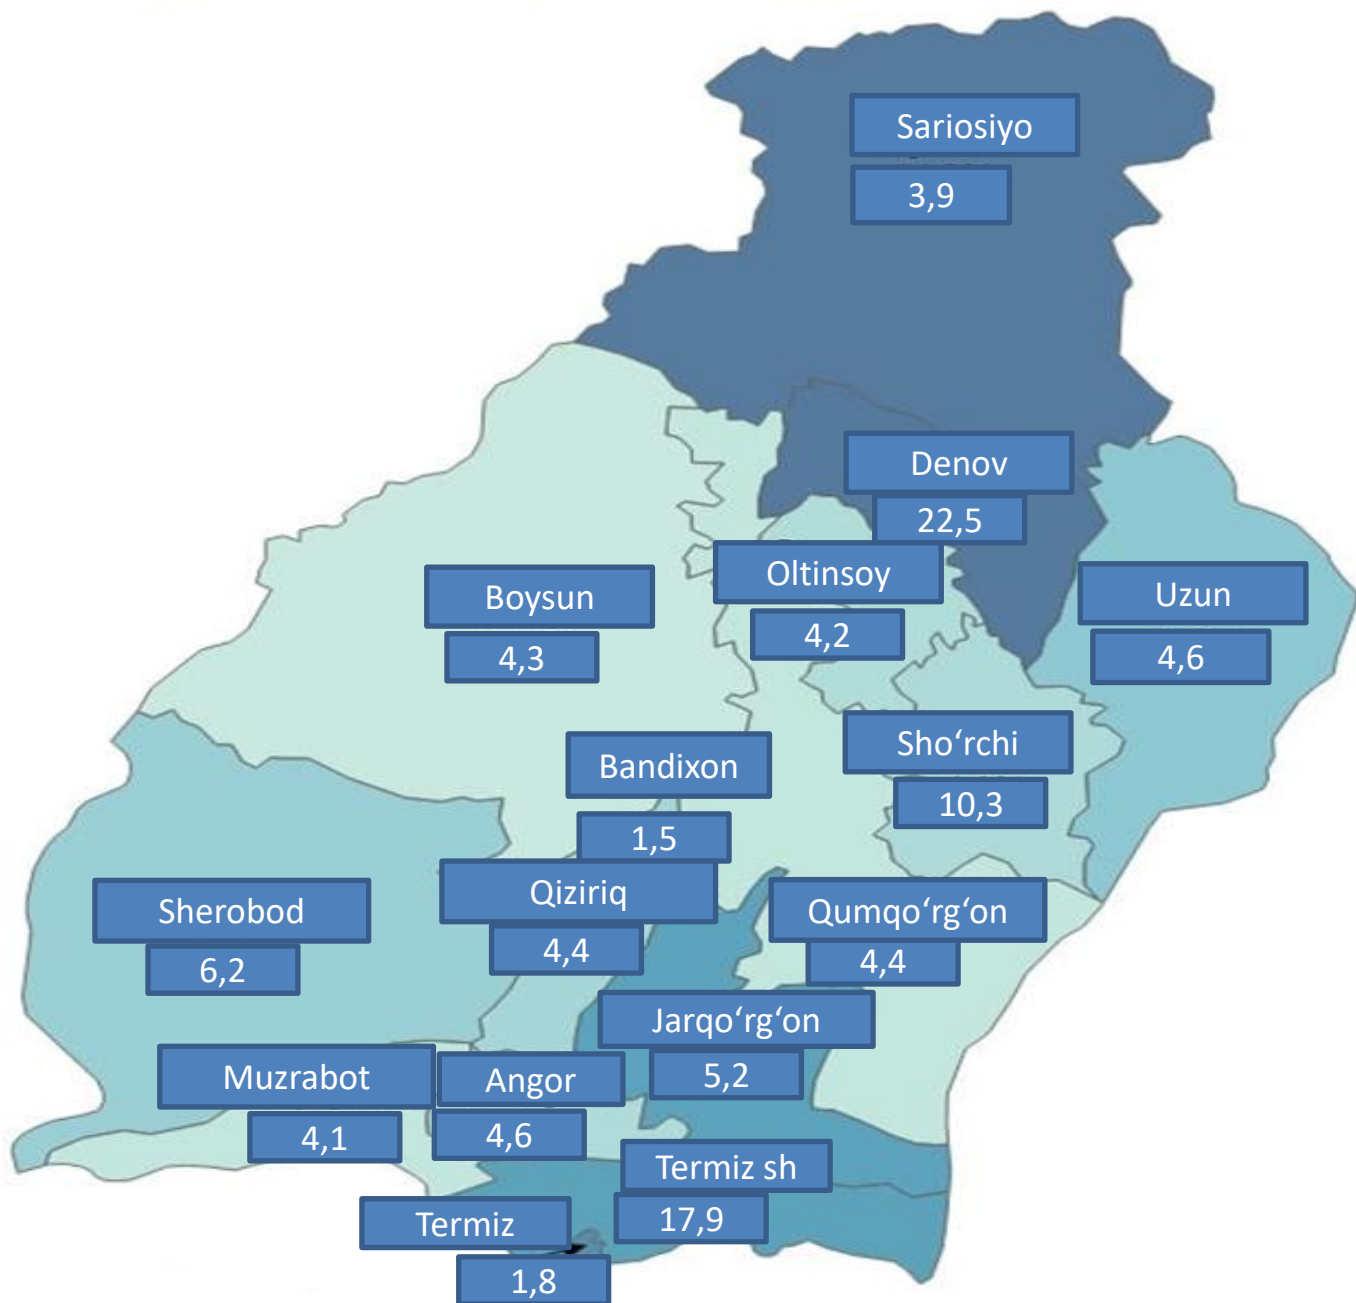 Sariosiyo
3,9
Denov
22,5
Oltinsoy
4,2
Boysun
4,3
Uzun
4,6
Sho‘rchi
10,3
Bandixon
1,5
Qiziriq
4,4
Sherobod
6,2
Qumqo‘rg‘on
4,4
Jarqo‘rg‘on
5,2
Muzrabot
4,1
Angor
4,6
Termiz sh
17,9
Termiz
1,8